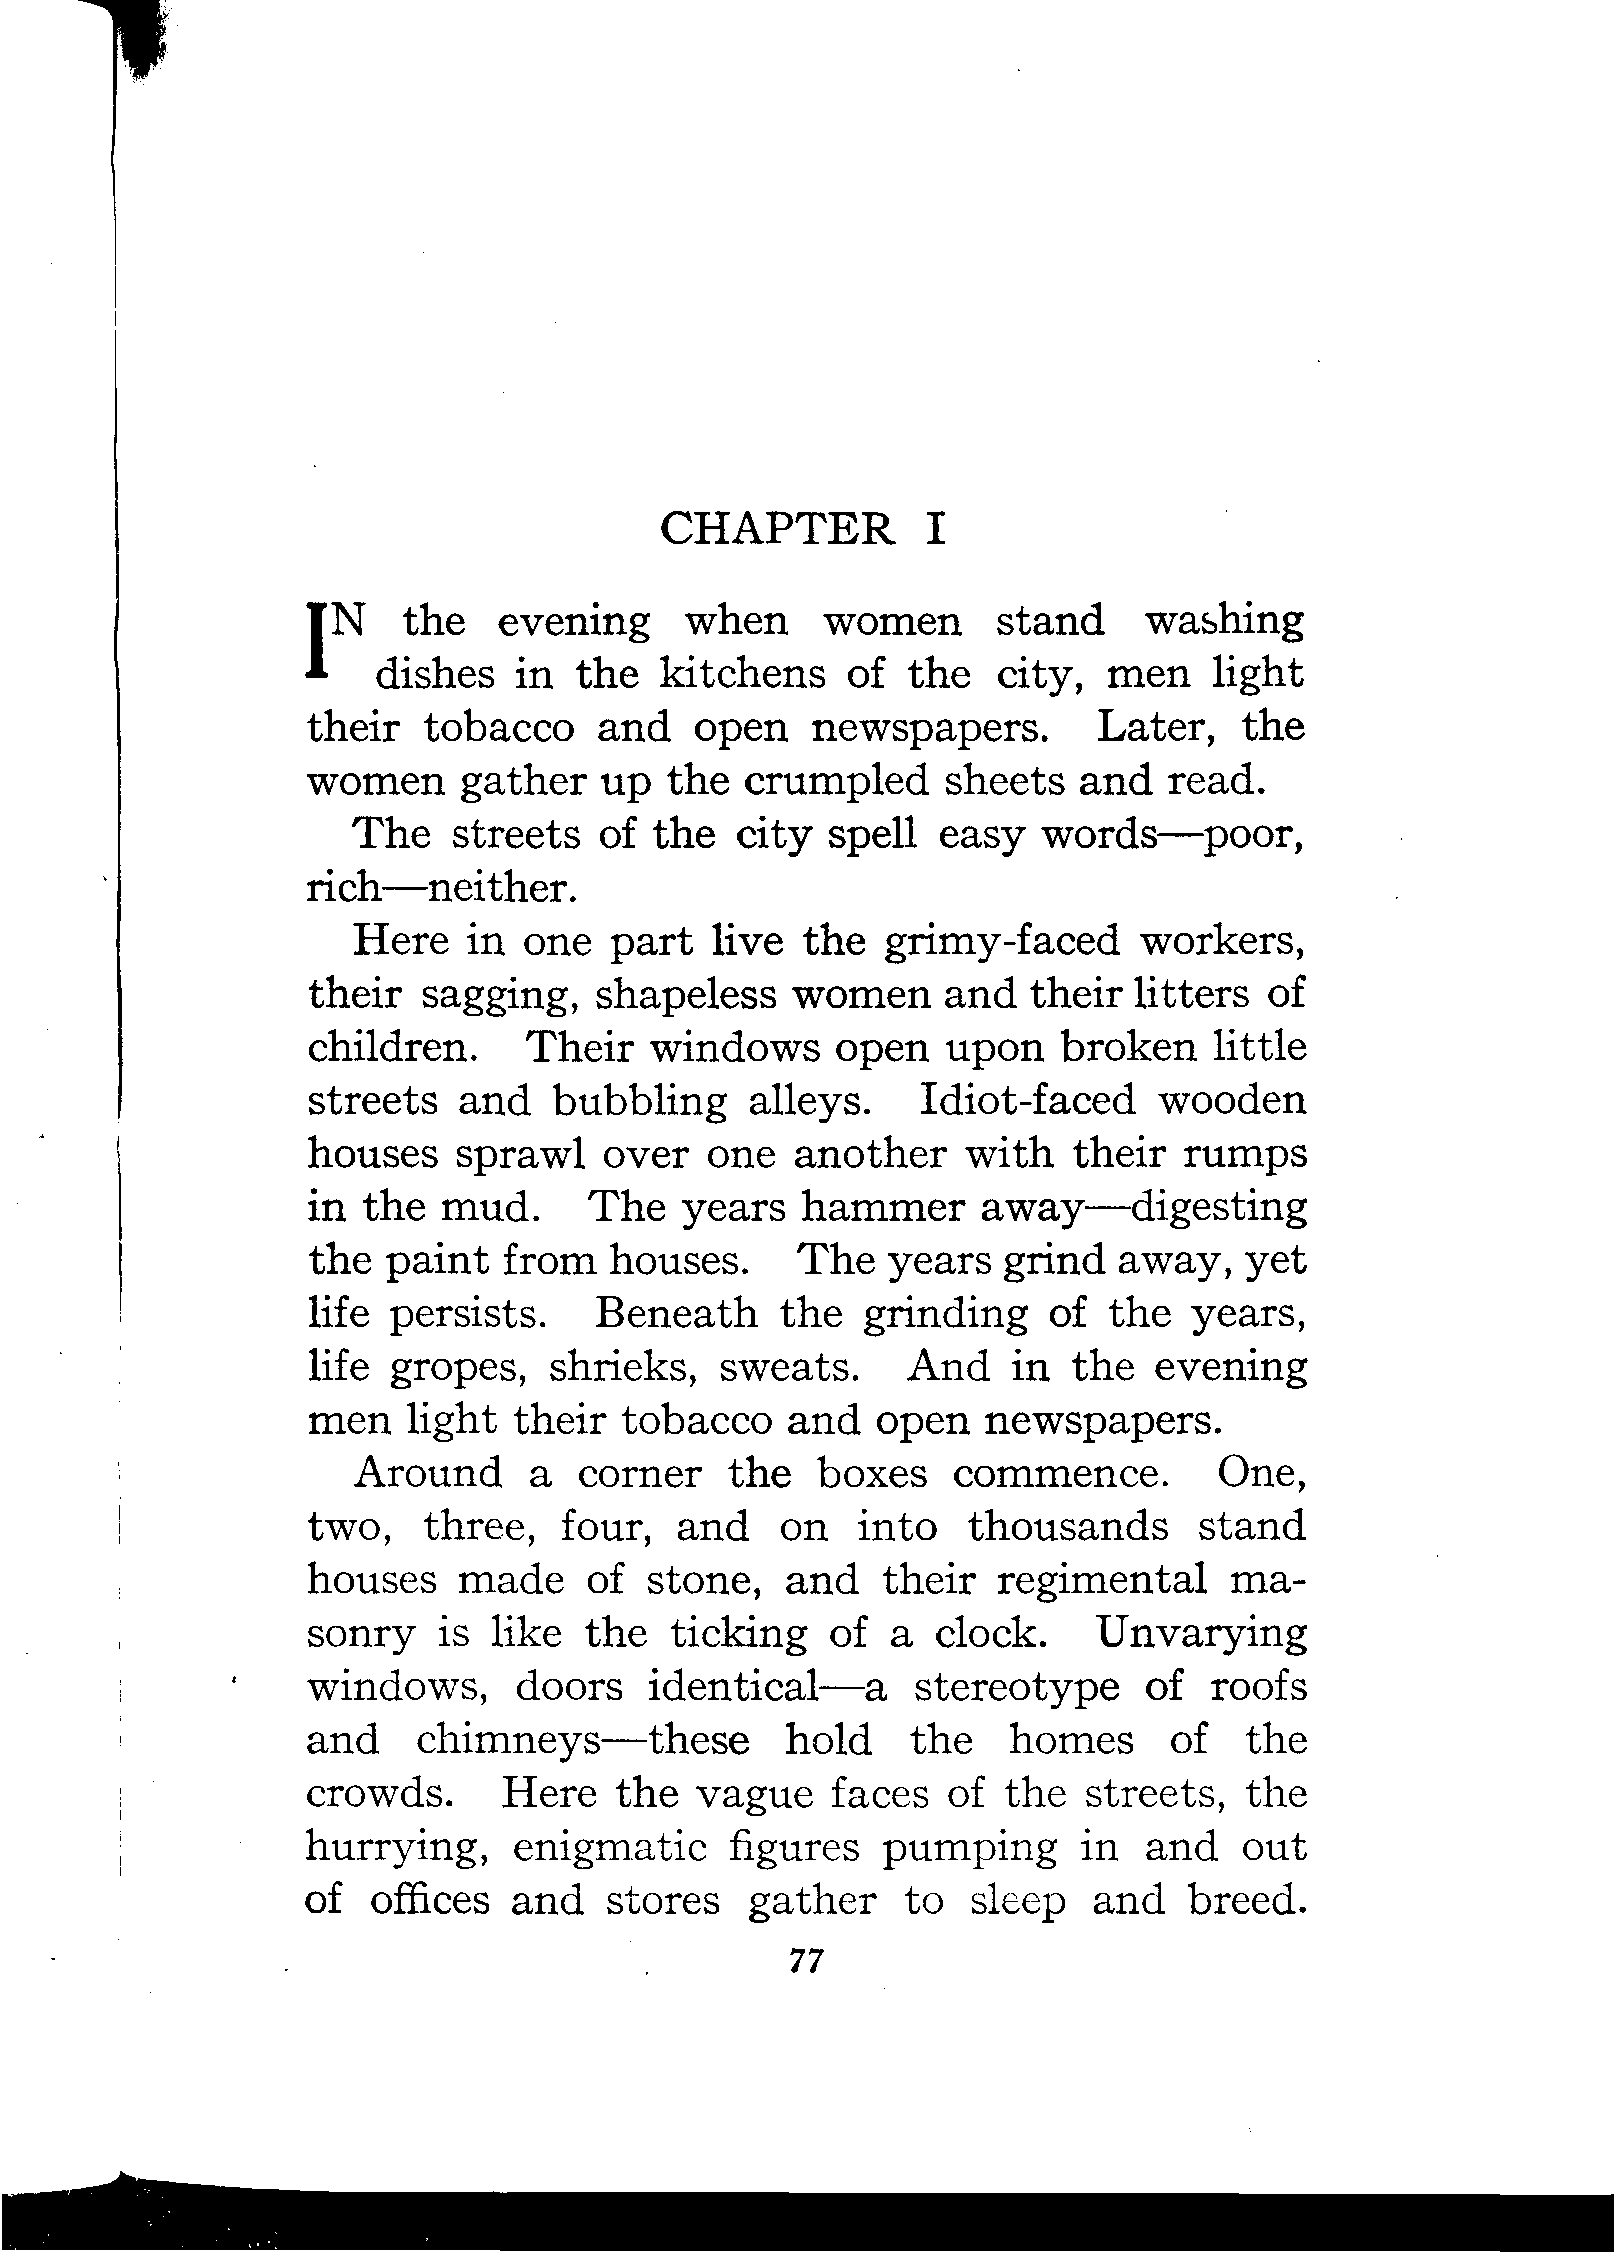 CHAPTER I
IN the evening when women stand washing
dishes in the kitchens of the city, men light
their tobacco and open newspapers. Later, the
women gather up the crumpled sheets and read.
The streets of the city spell easy words—poor,
rich—neither.
Here in one part live the grimy-faced workers,
their sagging, shapeless women and their litters of
children. Their windows open upon broken little
streets and bubbling alleys. Idiot-faced wooden
houses sprawl over one another with their rumps
in the mud. The years hammer away—digesting
the paint from houses. The years grind away, yet
life persists. Beneath the grinding of the years,
life gropes, shrieks, sweats. And in the evening
men light their tobacco and open newspapers.
Around a corner the boxes commence. One,
two, three, four, and on into thousands stand
houses made of stone, and their regimental ma-
sonry is like the ticking of a clock. Unvarying
windows, doors identical—a stereotype of roofs
and chimneys—these hold the homes of the
crowds. Here the vague faces of the streets, the
hurrying, enigmatic figures pumping in and out
of offices and stores gather to sleep and breed.
77